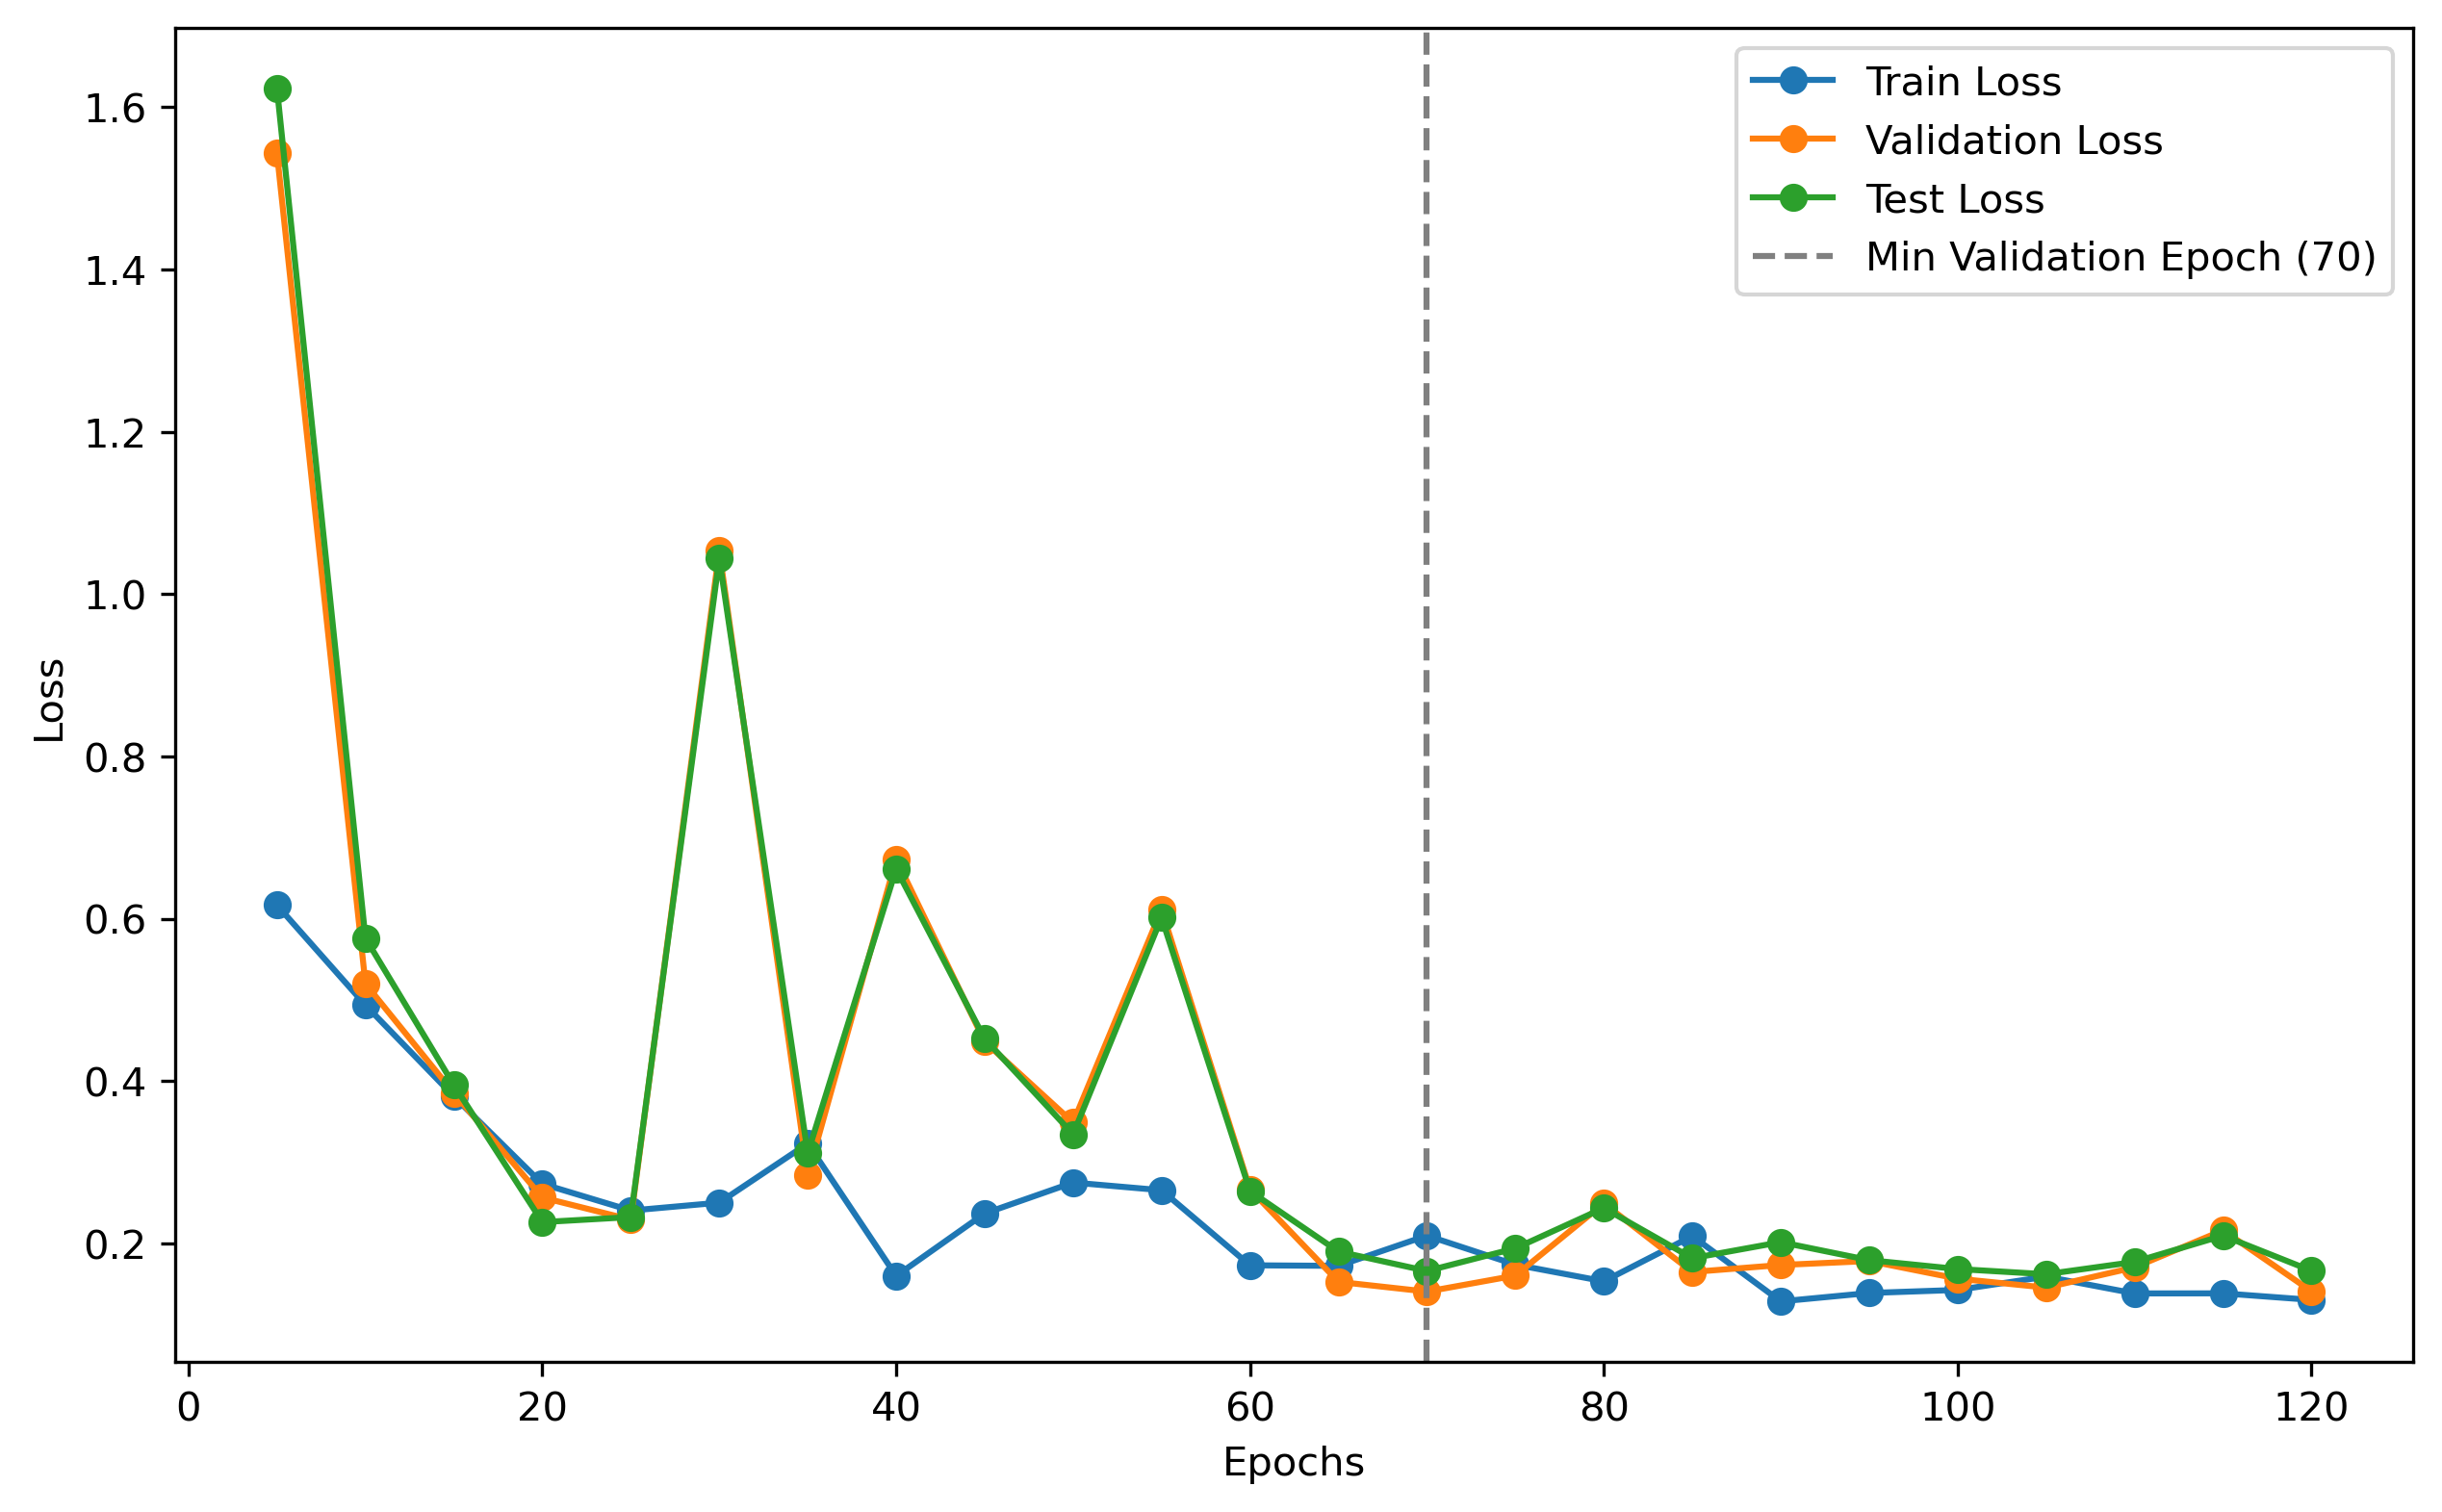 Train Loss
Validation Loss
Test Loss
Min Validation Epoch (70)
1.6
1.4
1.2
1.0
0.8
0.6
0.4
0.2
Loss
0 20 40 60 80 100 120
Epochs